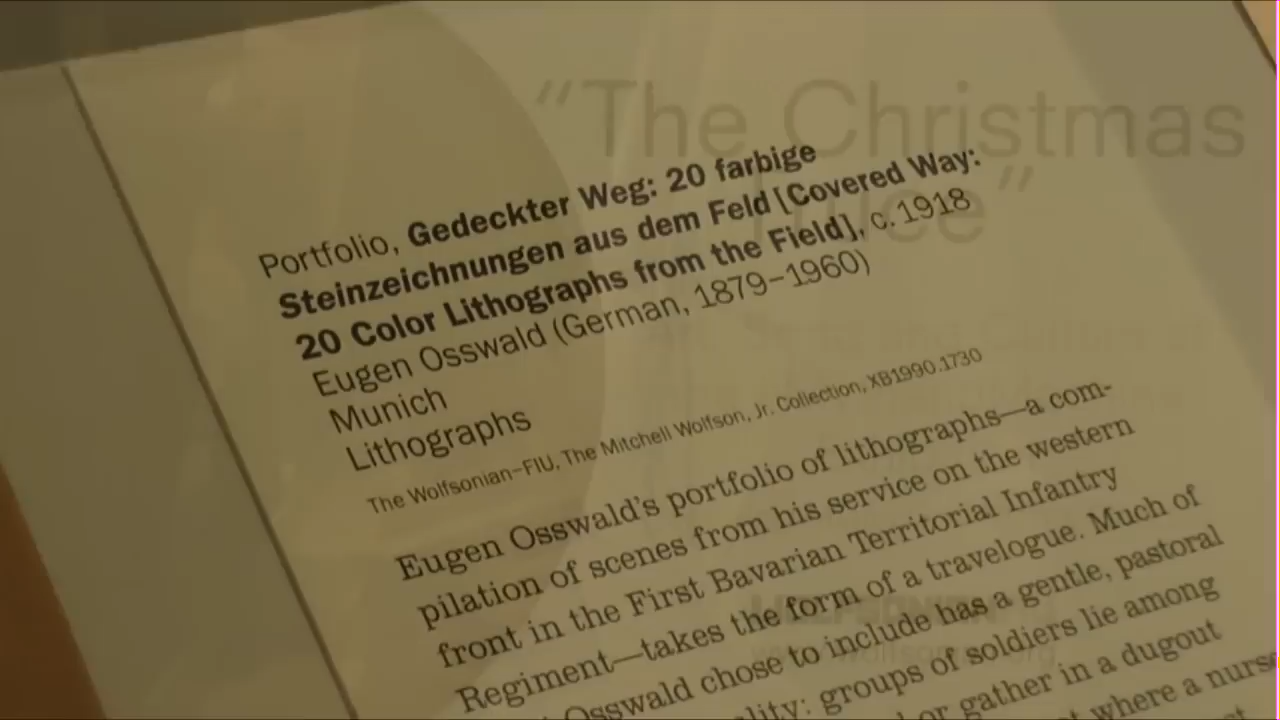 “The Christmas
Truce”
Portfolio, Gedeckter Weg: 20 farbige
Steinzeichnungen aus dem Feld [Covered Way:
20 Color Lithographs from the Field], c. 1918
Eugen Osswald (German, 1879–1960)
Munich
Lithographs
The Wolfsonian–FIU, The Mitchell Wolfson, Jr. Collection, XB1990.1730
Eugen Osswald’s portfolio of lithographs—a com-
pilation of scenes from his service on the western
front in the First Bavarian Territorial Infantry
Regiment—takes the form of a travelogue. Much of
Osswald chose to include has a gentle, pastoral
groups of soldiers lie among
or gather in a dugout
where a nurse
WOLFSONIAN